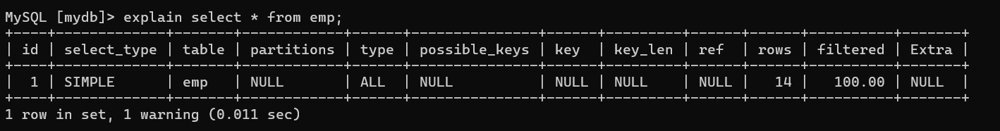 MySQL [mydb]> explain select * from emp;
+----+-------------+-------+------------+------+---------------+------+---------+------+------+----------+-------+
| id | select_type | table | partitions | type | possible_keys | key  | key_len | ref  | rows | filtered | Extra |
+----+-------------+-------+------------+------+---------------+------+---------+------+------+----------+-------+
|  1 | SIMPLE      | emp   | NULL       | ALL  | NULL          | NULL | NULL    | NULL |   14 |   100.00 | NULL  |
+----+-------------+-------+------------+------+---------------+------+---------+------+------+----------+-------+
1 row in set, 1 warning (0.011 sec)